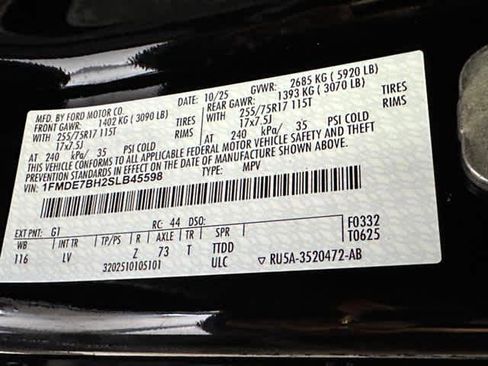 MFD. BY FORD MOTOR CO. DATE: 10/25 GVWR: 2685 KG ( 5920 LB)
FRONT GAWR: 1402 KG ( 3090 LB) REAR GAWR: 1393 KG ( 3070 LB)
255/75R17 115T TIRES 255/75R17 115T TIRES
17x7.5J RIMS 17x7.5J RIMS
AT 240 kPa/ 35 PSI COLD AT 240 kPa/ 35 PSI COLD
THIS VEHICLE CONFORMS TO ALL APPLICABLE FEDERAL MOTOR VEHICLE SAFETY AND THEFT
PREVENTION STANDARDS IN EFFECT ON THE DATE OF MANUFACTURE SHOWN ABOVE.
VIN: 1FMDE7BH2SLB45598 TYPE: MPV
EXT PNT: G1 RC: 44 DSO: F0332
WB INT TR TP/PS R AXLE TR SPR T0625
116 LV Z 73 T TTDD
3202510105101 ULC ▽ RU5A-3520472-AB